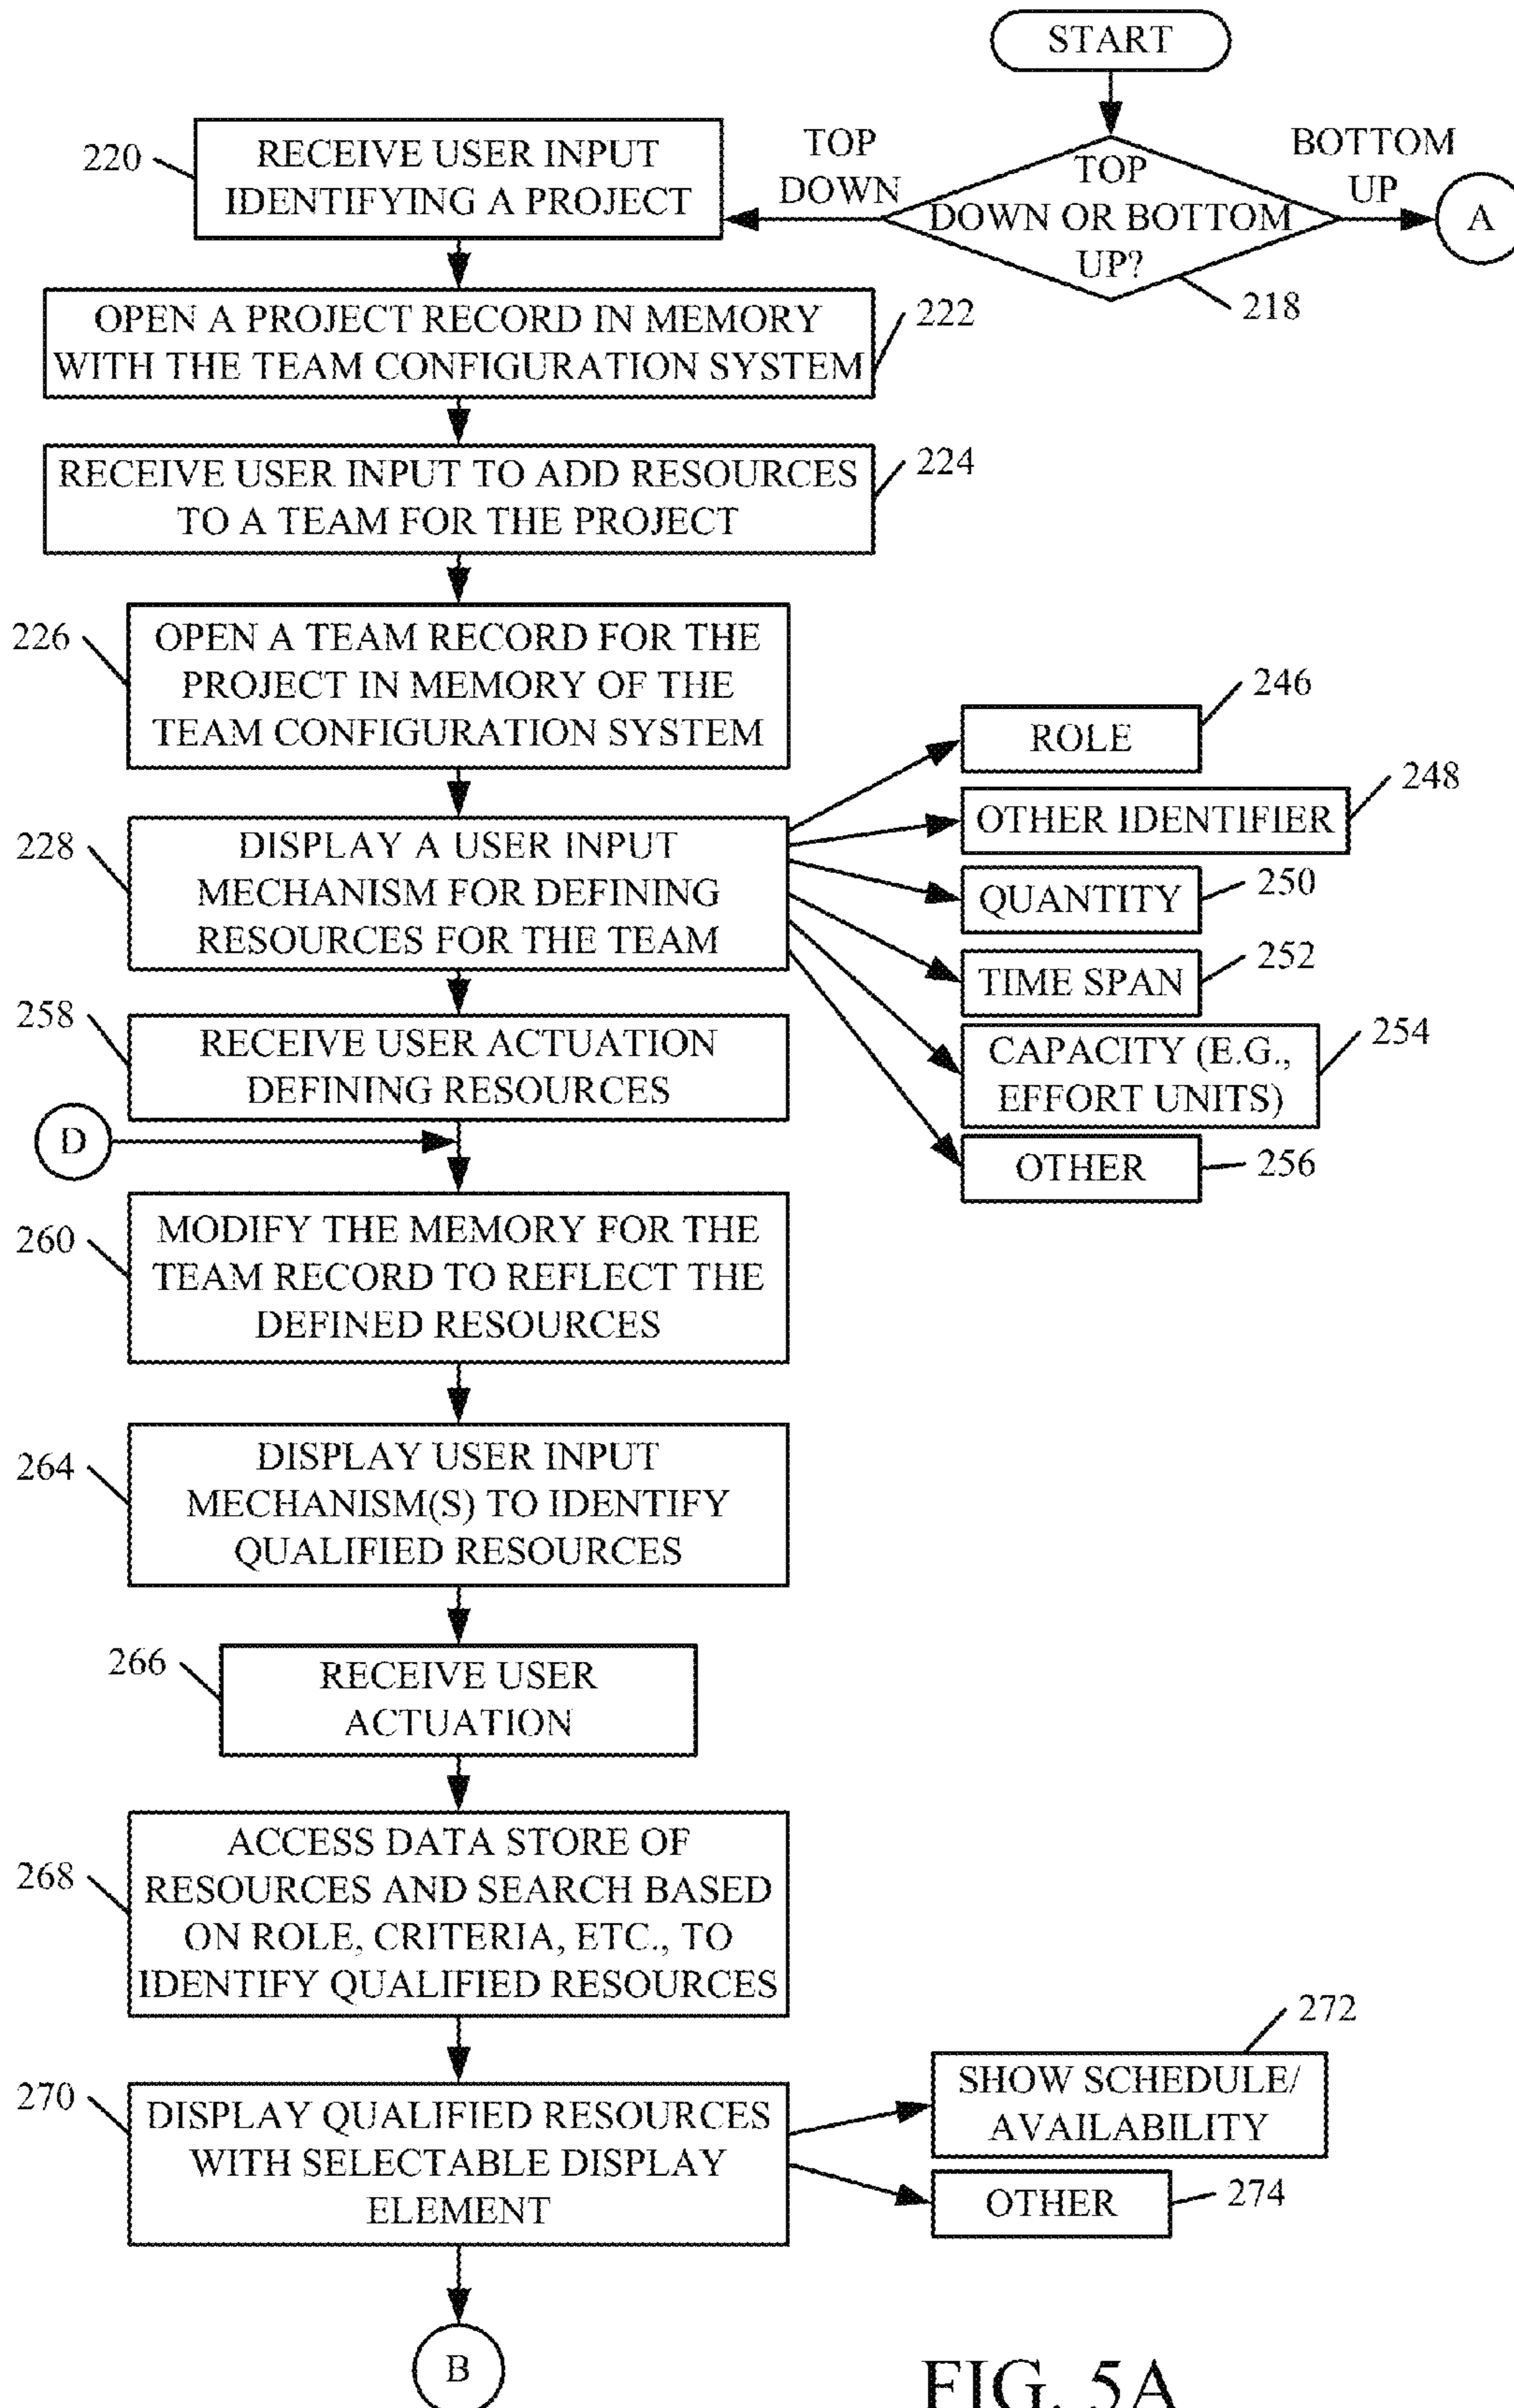 START
220
RECEIVE USER INPUT
IDENTIFYING A PROJECT
TOP
DOWN
TOP
DOWN OR BOTTOM
UP?
BOTTOM
UP
A
218
OPEN A PROJECT RECORD IN MEMORY
WITH THE TEAM CONFIGURATION SYSTEM
222
RECEIVE USER INPUT TO ADD RESOURCES
TO A TEAM FOR THE PROJECT
224
226
OPEN A TEAM RECORD FOR THE
PROJECT IN MEMORY OF THE
TEAM CONFIGURATION SYSTEM
228
DISPLAY A USER INPUT
MECHANISM FOR DEFINING
RESOURCES FOR THE TEAM
246
ROLE
248
OTHER IDENTIFIER
QUANTITY
250
TIME SPAN
252
CAPACITY (E.G.,
EFFORT UNITS)
254
OTHER
256
258
RECEIVE USER ACTUATION
DEFINING RESOURCES
D
260
MODIFY THE MEMORY FOR THE
TEAM RECORD TO REFLECT THE
DEFINED RESOURCES
264
DISPLAY USER INPUT
MECHANISM(S) TO IDENTIFY
QUALIFIED RESOURCES
266
RECEIVE USER
ACTUATION
268
ACCESS DATA STORE OF
RESOURCES AND SEARCH BASED
ON ROLE, CRITERIA, ETC., TO
IDENTIFY QUALIFIED RESOURCES
270
DISPLAY QUALIFIED RESOURCES
WITH SELECTABLE DISPLAY
ELEMENT
272
SHOW SCHEDULE/
AVAILABILITY
OTHER
274
B
FIG. 5A